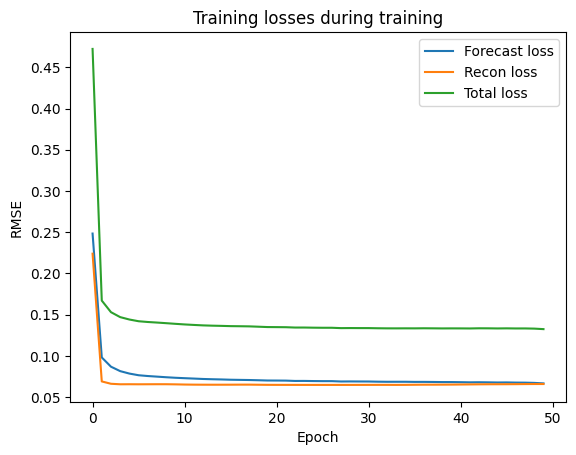 Training losses during training
Forecast loss
Recon loss
Total loss
RMSE
0.45
0.40
0.35
0.30
0.25
0.20
0.15
0.10
0.05
0 10 20 30 40 50
Epoch